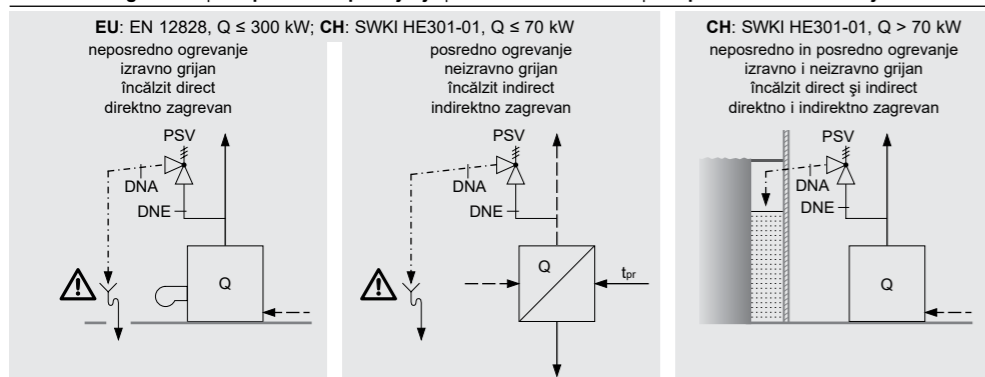 EU: EN 12828, Q ≤ 300 kW; CH: SWKI HE301-01, Q ≤ 70 kW
neposredno ogrevanje
izravno grijan
încălzit direct
direktno zagrevan
PSV
DNA
DNE
Q
posredno ogrevanje
neizravno grijan
încălzit indirect
indirektno zagrevan
PSV
DNA
DNE
Q
tpr
CH: SWKI HE301-01, Q > 70 kW
neposredno in posredno ogrevanje
izravno i neizravno grijan
încălzit direct şi indirect
direktno i indirektno zagrevan
PSV
DNA
DNE
Q